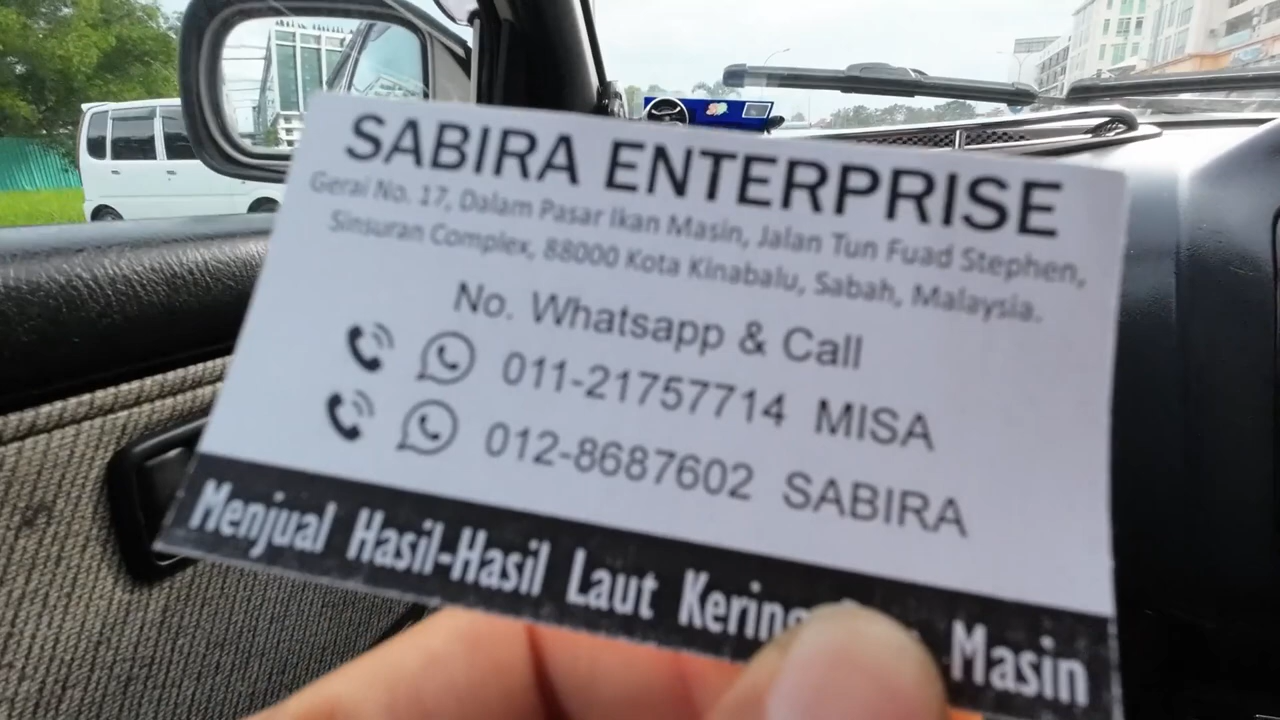 SABIRA ENTERPRISE
Gerai No. 17, Dalam Pasar Ikan Masin, Jalan Tun Fuad Stephen,
Sinsuran Complex, 88000 Kota Kinabalu, Sabah, Malaysia.
No. Whatsapp & Call
011-21757714 MISA
012-8687602 SABIRA
Menjual Hasil-Hasil Laut Kering Masin